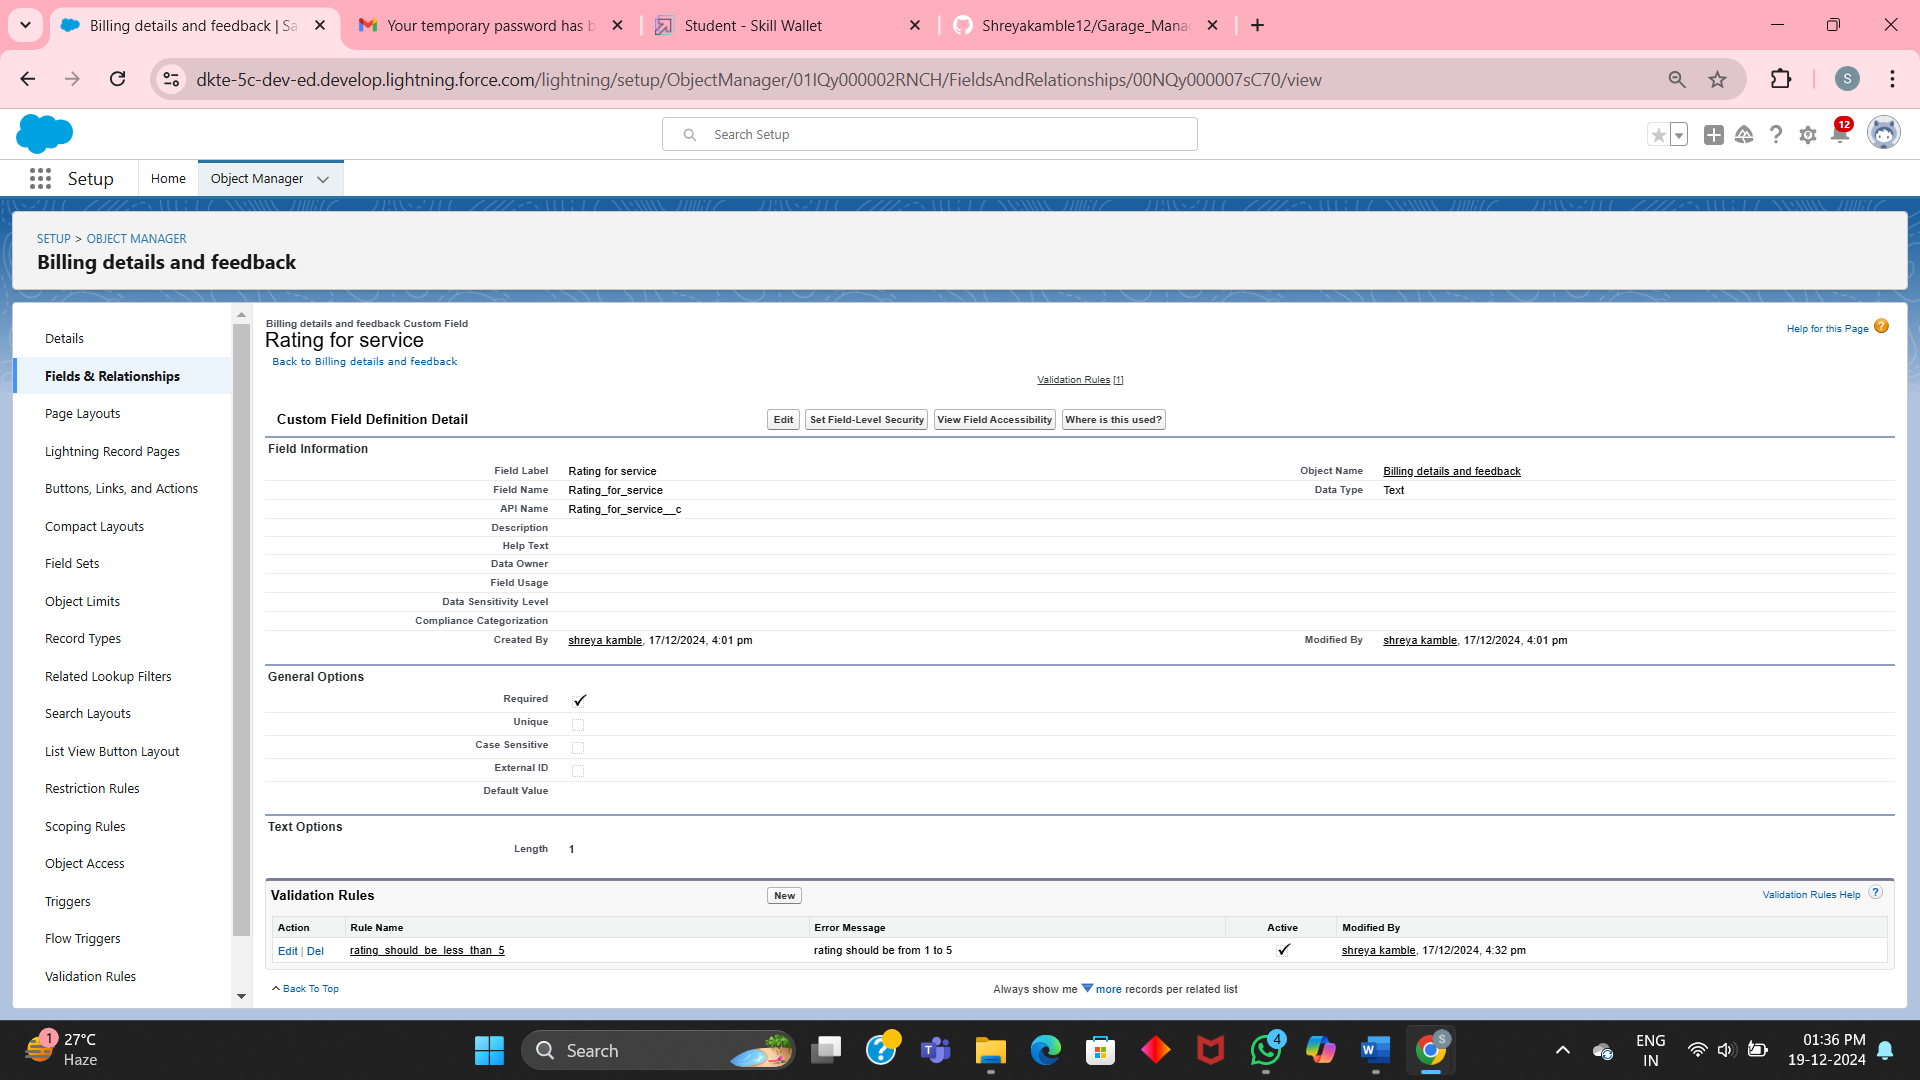 Billing details and feedback | Sa
Your temporary password has b
Student - Skill Wallet
Shreyakamble12/Garage_Mana
dkte-5c-dev-ed.develop.lightning.force.com/lightning/setup/ObjectManager/01IQy000002RNCH/FieldsAndRelationships/00NQy000007sC70/view
S
Search Setup
12
Setup
Home
Object Manager
SETUP > OBJECT MANAGER
Billing details and feedback
Details
Fields & Relationships
Page Layouts
Lightning Record Pages
Buttons, Links, and Actions
Compact Layouts
Field Sets
Object Limits
Record Types
Related Lookup Filters
Search Layouts
List View Button Layout
Restriction Rules
Scoping Rules
Object Access
Triggers
Flow Triggers
Validation Rules
Billing details and feedback Custom Field
Rating for service
Back to Billing details and feedback
Help for this Page ?
Validation Rules [1]
Custom Field Definition Detail
Edit
Set Field-Level Security
View Field Accessibility
Where is this used?
Field Information
Field Label Rating for service Object Name Billing details and feedback
Field Name Rating_for_service Data Type Text
API Name Rating_for_service__c
Description
Help Text
Data Owner
Field Usage
Data Sensitivity Level
Compliance Categorization
Created By shreya kamble, 17/12/2024, 4:01 pm Modified By shreya kamble, 17/12/2024, 4:01 pm
General Options
Required
Unique
Case Sensitive
External ID
Default Value
Text Options
Length 1
Validation Rules
New
Validation Rules Help ?
Action Rule Name Error Message Active Modified By
Edit | Del rating_should_be_less_than_5 rating should be from 1 to 5 shreya kamble, 17/12/2024, 4:32 pm
Back To Top
Always show me more records per related list
1
27°C
Haze
Search
4
S
ENG
IN
01:36 PM
19-12-2024